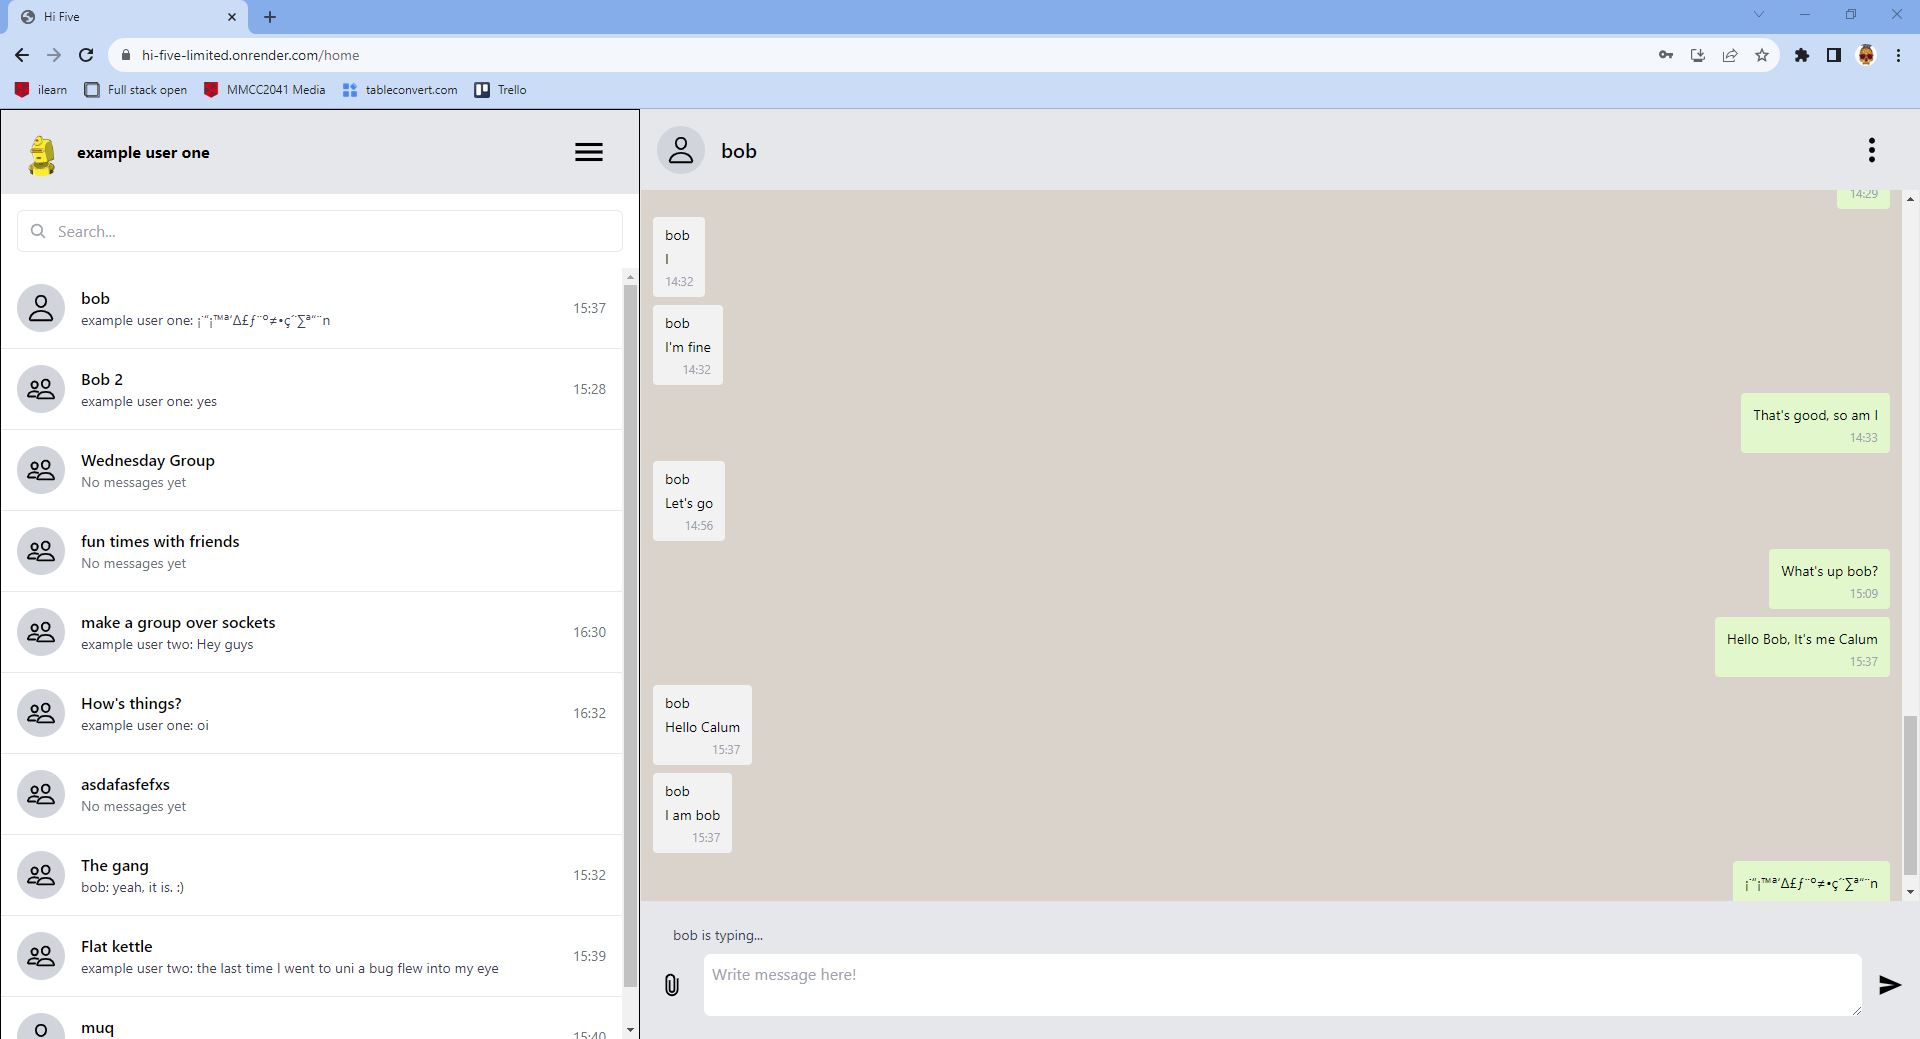 Hi Five
hi-five-limited.onrender.com/home
ilearn
Full stack open
MMCC2041 Media
tableconvert.com
Trello
example user one
Search...
bob
15:37
example user one: ¡¨“¡™ª‘∆£ƒ¨º≠•ç´¨∑ª“¨n
Bob 2
15:28
example user one: yes
Wednesday Group
No messages yet
fun times with friends
No messages yet
make a group over sockets
16:30
example user two: Hey guys
How's things?
16:32
example user one: oi
asdafasfefxs
No messages yet
The gang
15:32
bob: yeah, it is. :)
Flat kettle
15:39
example user two: the last time I went to uni a bug flew into my eye
muq
15:40
bob
14:29
bob
I
14:32
bob
I'm fine
14:32
That's good, so am I
14:33
bob
Let's go
14:56
What's up bob?
15:09
Hello Bob, It's me Calum
15:37
bob
Hello Calum
15:37
bob
I am bob
15:37
¡¨“¡™ª‘∆£ƒ¨º≠•ç´¨∑ª“¨n
bob is typing...
Write message here!